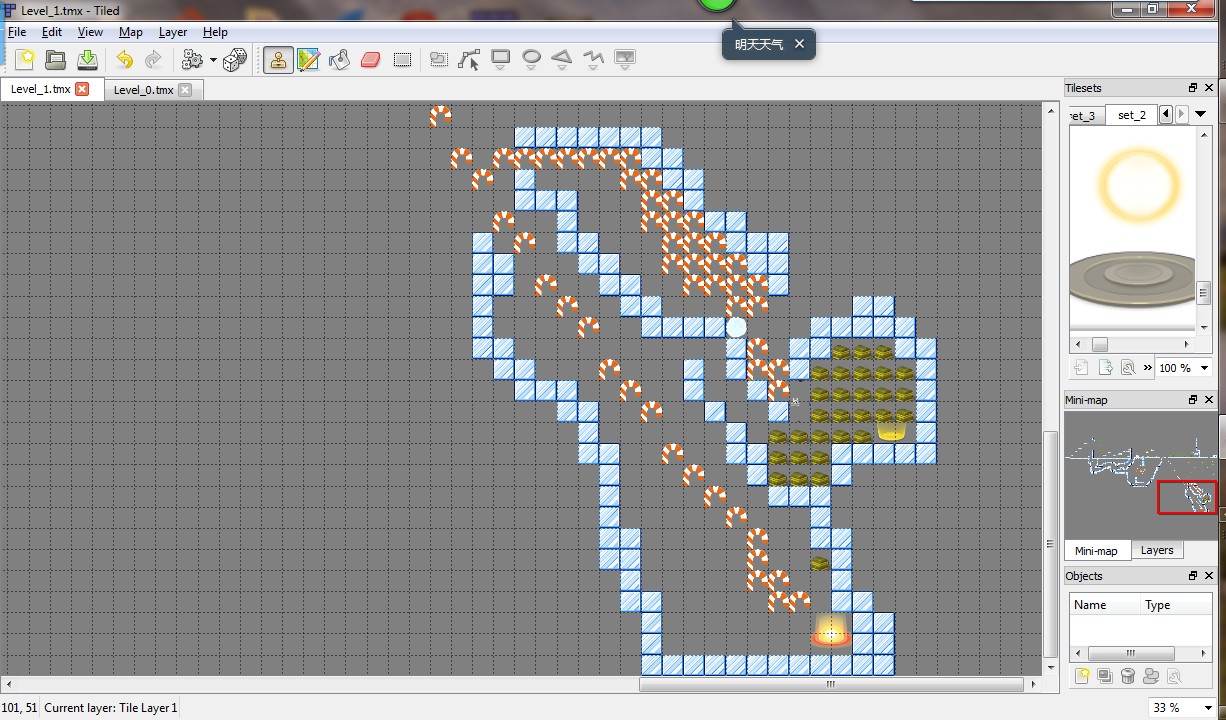 Level_1.tmx - Tiled
File Edit View Map Layer Help
明天天气
Level_1.tmx
Level_0.tmx
Tilesets
set_2
100 %
Mini-map
Mini-map
Layers
Objects
Name Type
101, 51 Current layer: Tile Layer 1
33 %